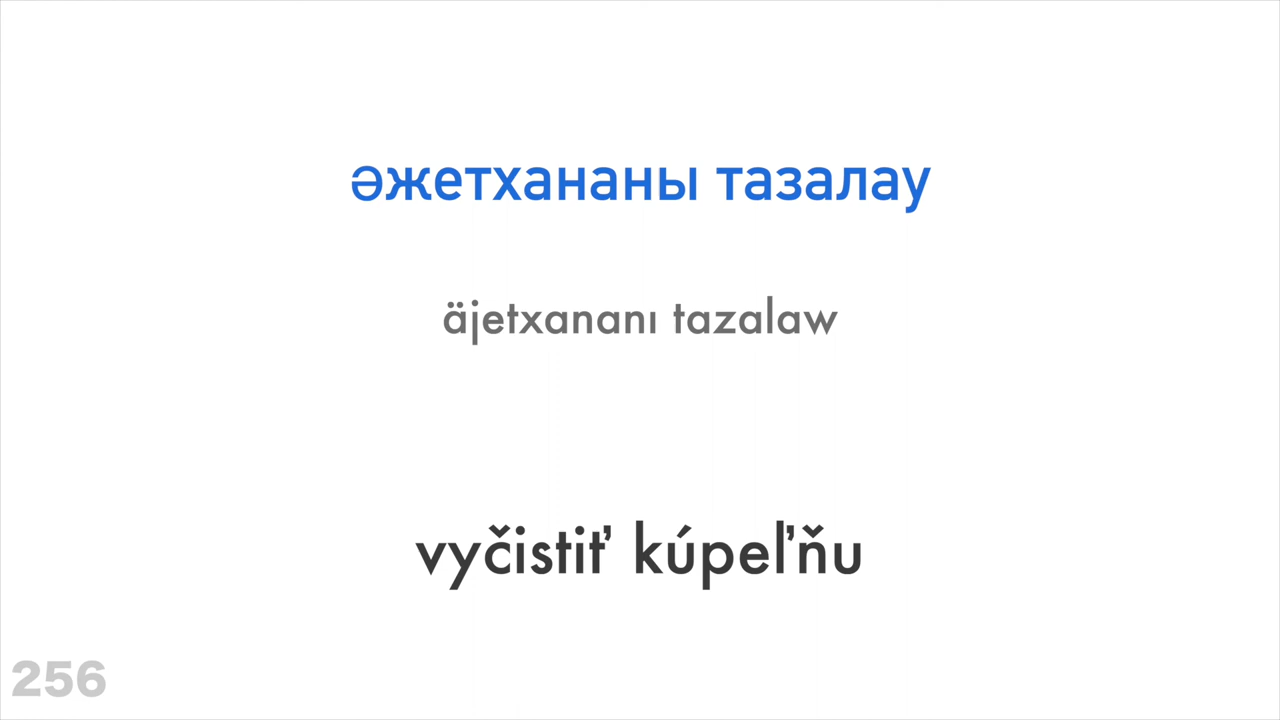 әжетхананы тазалау
äjetxananı tazalaw
vyčistiť kúpeľňu
256